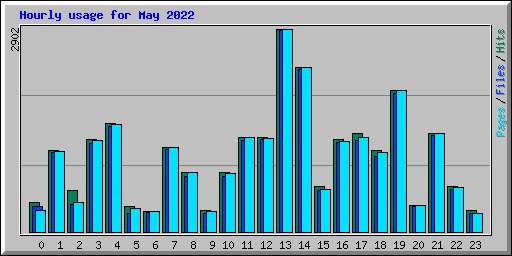 Hourly usage for May 2022
2902
Pages/Files/Hits
0 1 2 3 4 5 6 7 8 9 10 11 12 13 14 15 16 17 18 19 20 21 22 23